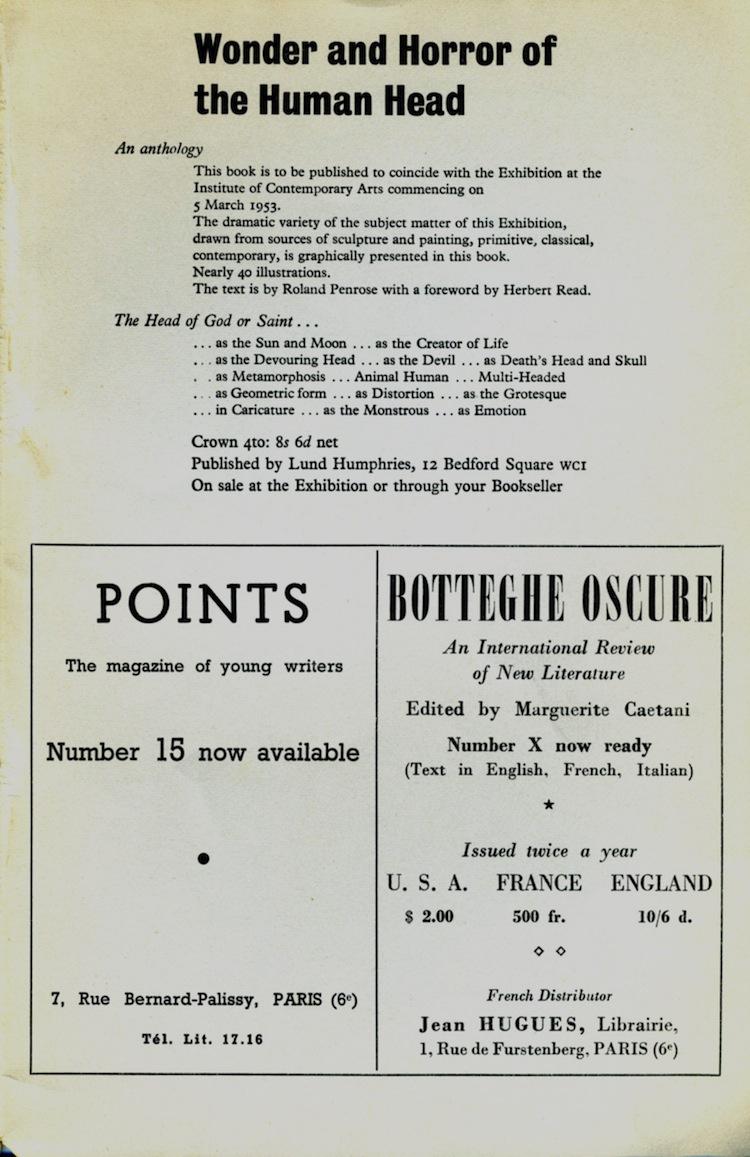 Wonder and Horror of
the Human Head
An anthology
This book is to be published to coincide with the Exhibition at the
Institute of Contemporary Arts commencing on
5 March 1953.
The dramatic variety of the subject matter of this Exhibition,
drawn from sources of sculpture and painting, primitive, classical,
contemporary, is graphically presented in this book.
Nearly 40 illustrations.
The text is by Roland Penrose with a foreword by Herbert Read.
The Head of God or Saint . . .
. . . as the Sun and Moon . . . as the Creator of Life
. . . as the Devouring Head . . . as the Devil . . . as Death's Head and Skull
. . as Metamorphosis . . . Animal Human . . . Multi-Headed
. . . as Geometric form . . . as Distortion . . . as the Grotesque
. . . in Caricature . . . as the Monstrous . . . as Emotion
Crown 4to: 8s 6d net
Published by Lund Humphries, 12 Bedford Square WC1
On sale at the Exhibition or through your Bookseller
POINTS
The magazine of young writers
Number 15 now available
7, Rue Bernard-Palissy, PARIS (6e)
Tél. Lit. 17.16
BOTTEGHE OSCURE
An International Review
of New Literature
Edited by Marguerite Caetani
Number X now ready
(Text in English, French, Italian)
Issued twice a year
U. S. A. FRANCE ENGLAND
$ 2.00 500 fr. 10/6 d.
French Distributor
Jean HUGUES, Librairie,
1, Rue de Furstenberg, PARIS (6e)